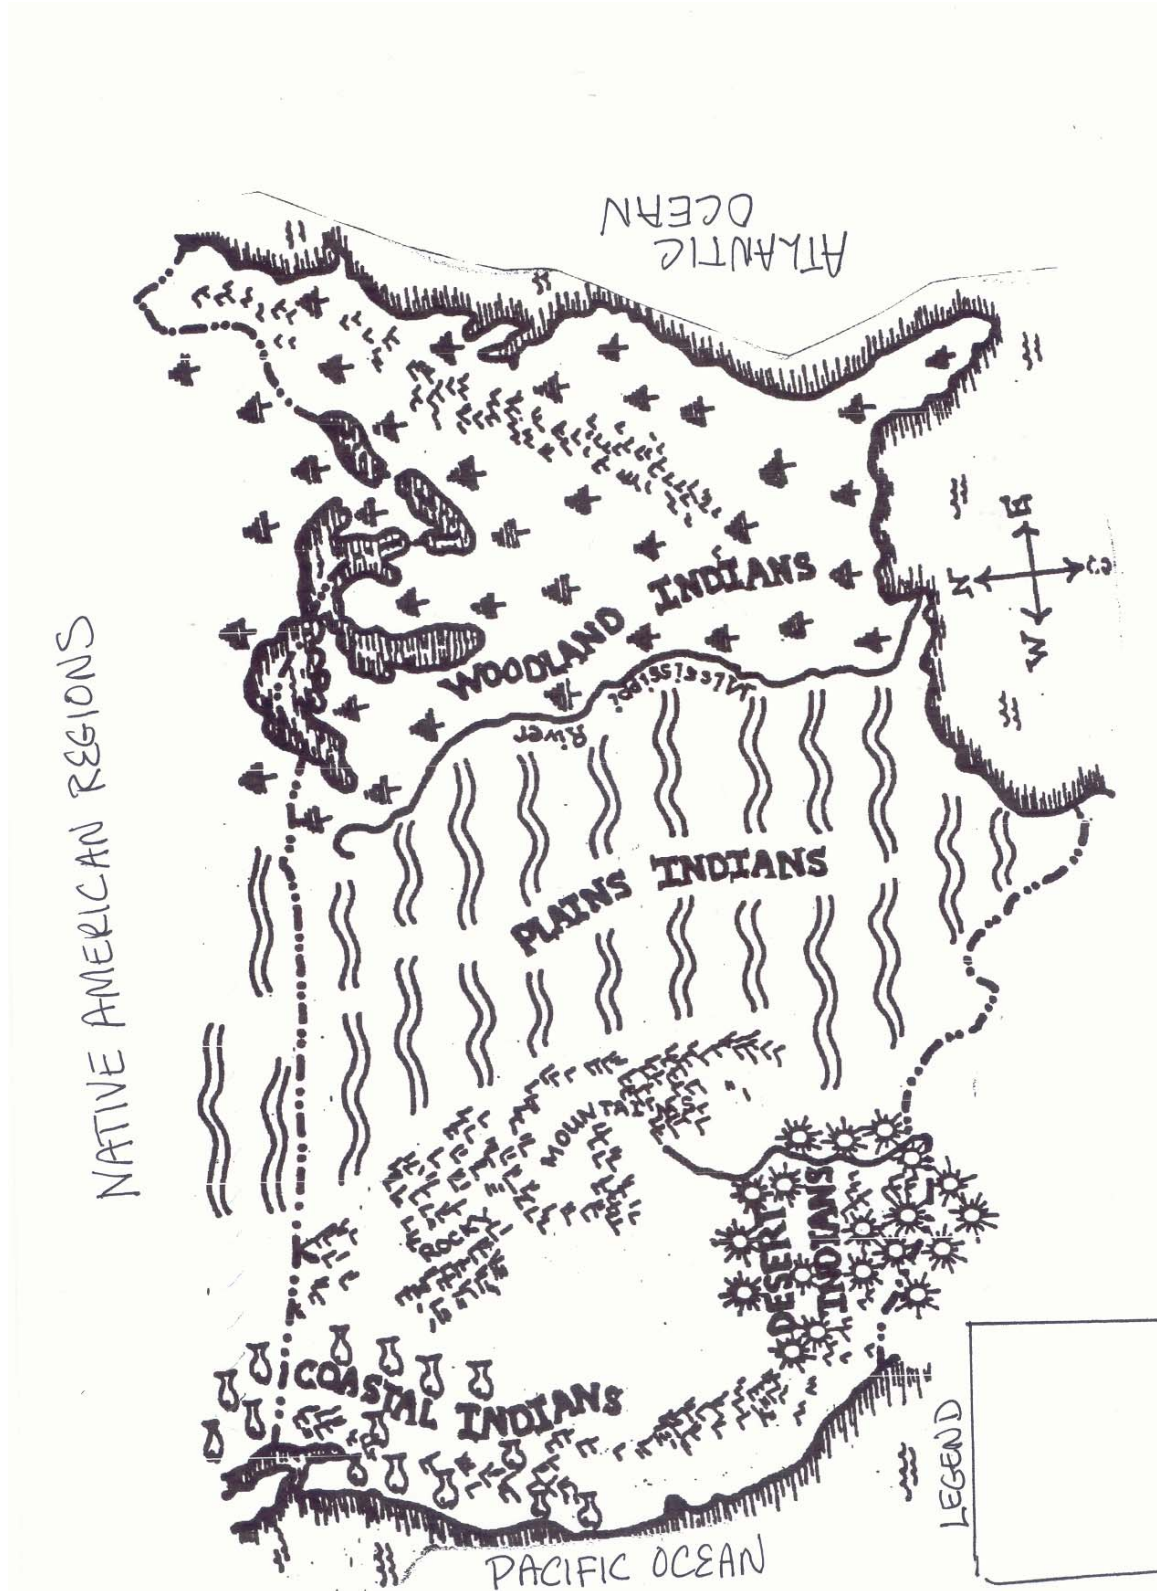 NATIVE AMERICAN REGIONS
ATLANTIC
OCEAN
WOODLAND INDIANS
Mississippi
River
PLAINS INDIANS
ROCKY MOUNTAINS
DESERT
INDIANS
COASTAL INDIANS
PACIFIC OCEAN
N
W
E
S
LEGEND